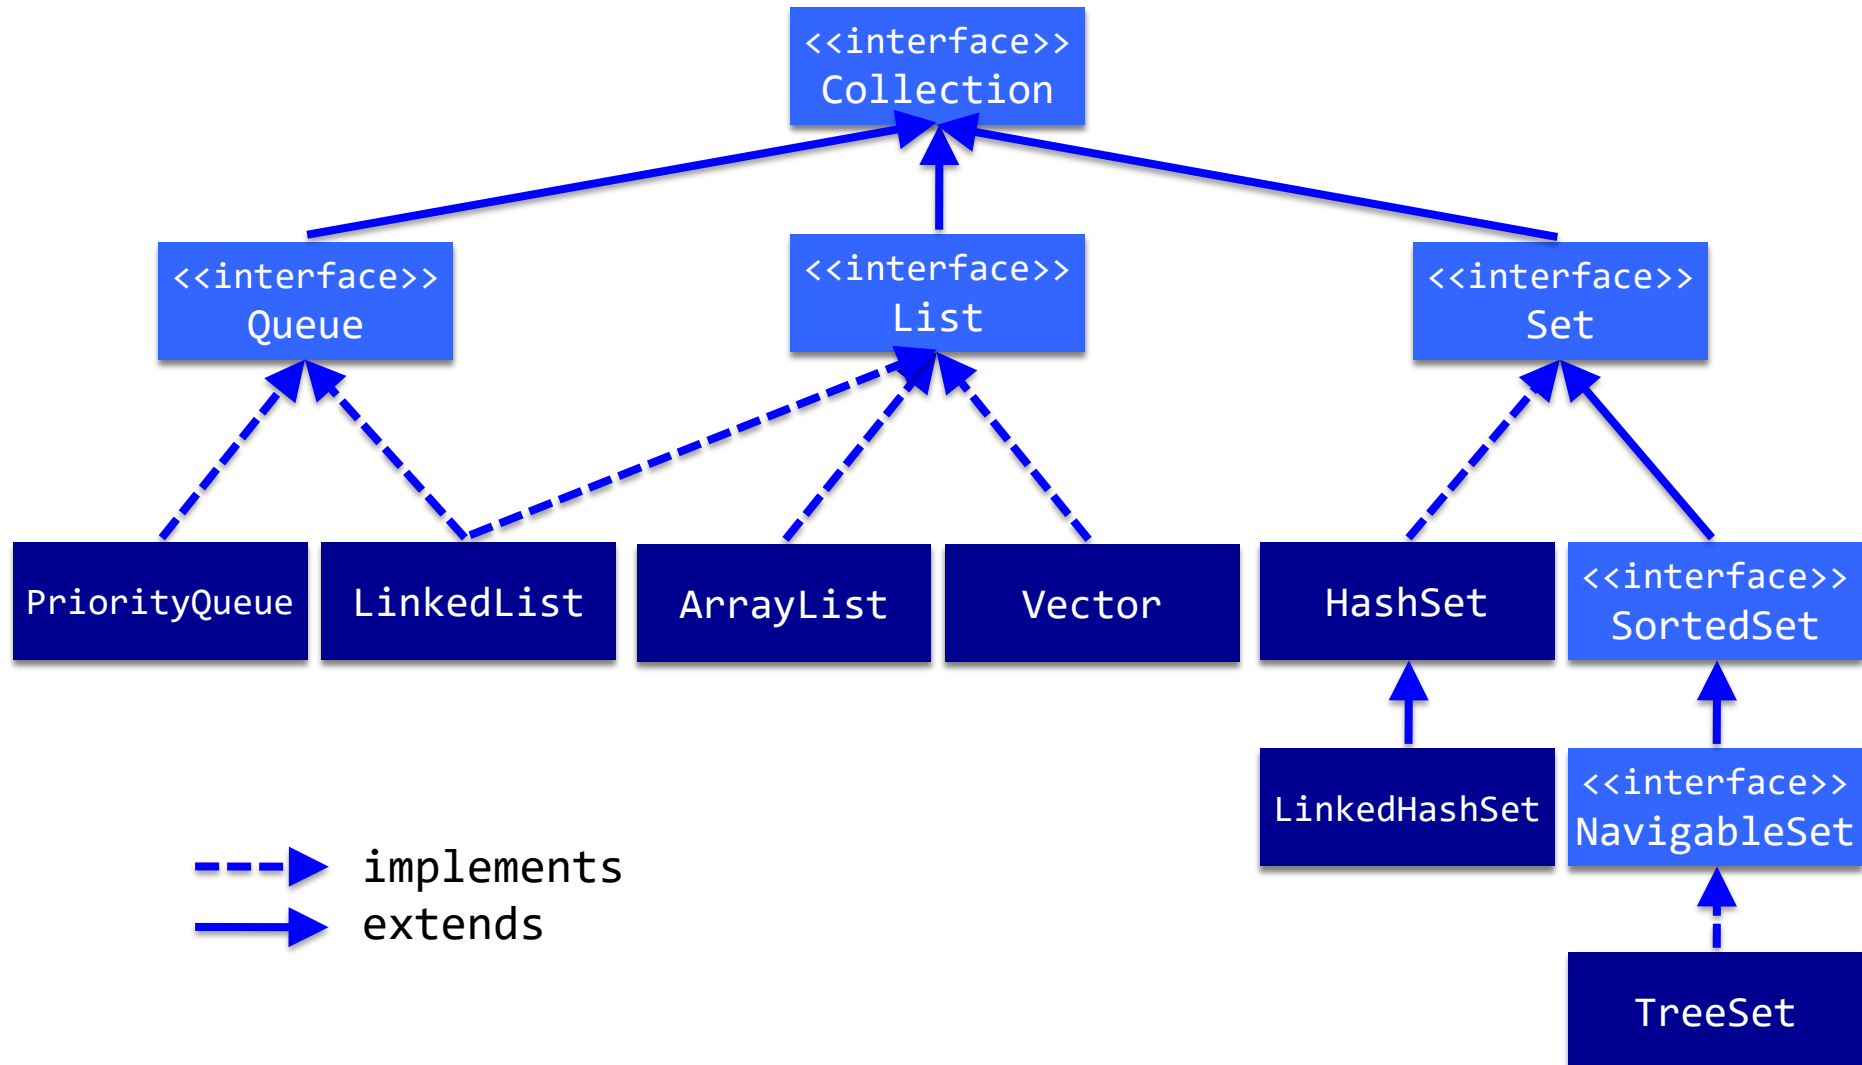 <<interface>>
Collection
<<interface>>
Queue
<<interface>>
List
<<interface>>
Set
PriorityQueue
LinkedList
ArrayList
Vector
HashSet
<<interface>>
SortedSet
LinkedHashSet
<<interface>>
NavigableSet
implements
extends
TreeSet